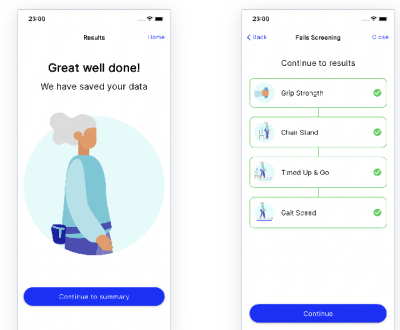 23:00
Results
Home
Great well done!
We have saved your data
Continue to summary
23:00
Back
Falls Screening
Close
Continue to results
Grip Strength
Chair Stand
Timed Up & Go
Gait Speed
Continue